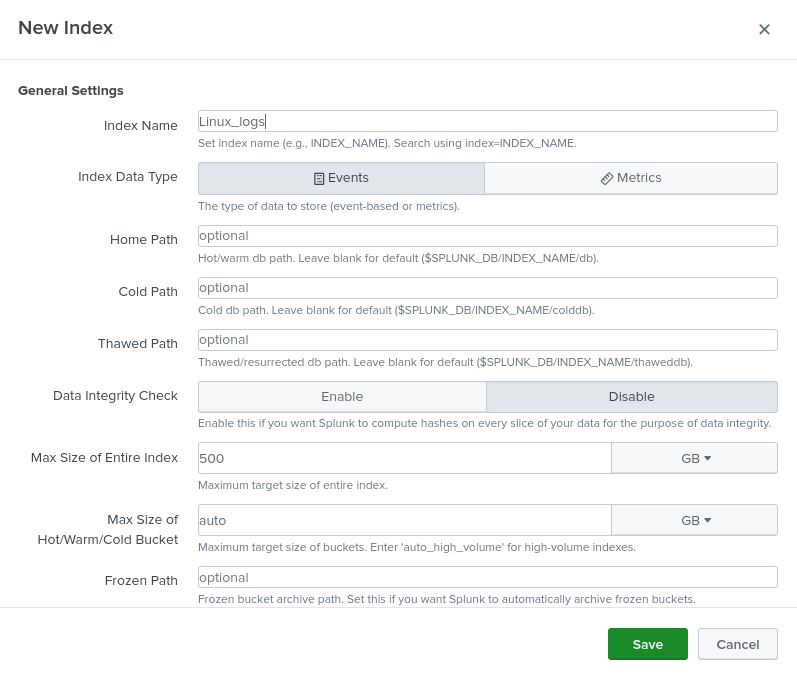 New Index
General Settings
Index Name
Linux_logs
Set index name (e.g., INDEX_NAME). Search using index=INDEX_NAME.
Index Data Type
Events
Metrics
The type of data to store (event-based or metrics).
Home Path
optional
Hot/warm db path. Leave blank for default ($SPLUNK_DB/INDEX_NAME/db).
Cold Path
optional
Cold db path. Leave blank for default ($SPLUNK_DB/INDEX_NAME/colddb).
Thawed Path
optional
Thawed/resurrected db path. Leave blank for default ($SPLUNK_DB/INDEX_NAME/thaweddb).
Data Integrity Check
Enable
Disable
Enable this if you want Splunk to compute hashes on every slice of your data for the purpose of data integrity.
Max Size of Entire Index
500
GB
Maximum target size of entire index.
Max Size of
Hot/Warm/Cold Bucket
auto
GB
Maximum target size of buckets. Enter 'auto_high_volume' for high-volume indexes.
Frozen Path
optional
Frozen bucket archive path. Set this if you want Splunk to automatically archive frozen buckets.
Save
Cancel